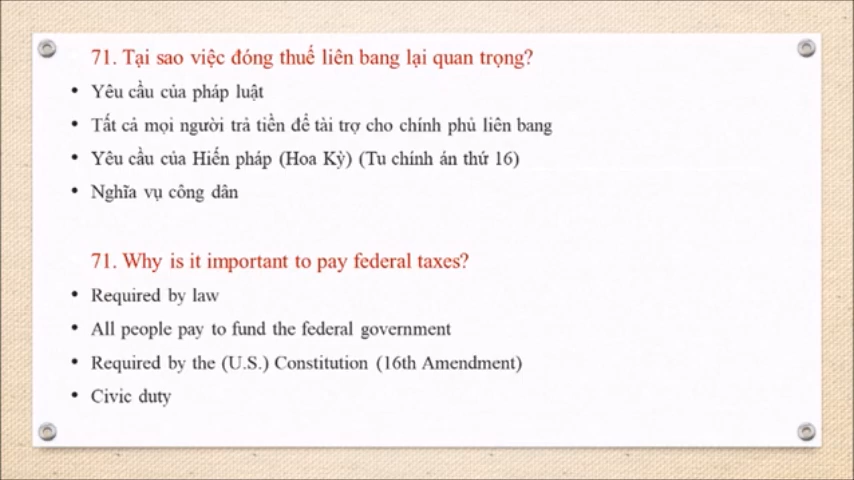 71. Tại sao việc đóng thuế liên bang lại quan trọng?
• Yêu cầu của pháp luật
• Tất cả mọi người trả tiền để tài trợ cho chính phủ liên bang
• Yêu cầu của Hiến pháp (Hoa Kỳ) (Tu chính án thứ 16)
• Nghĩa vụ công dân
71. Why is it important to pay federal taxes?
• Required by law
• All people pay to fund the federal government
• Required by the (U.S.) Constitution (16th Amendment)
• Civic duty